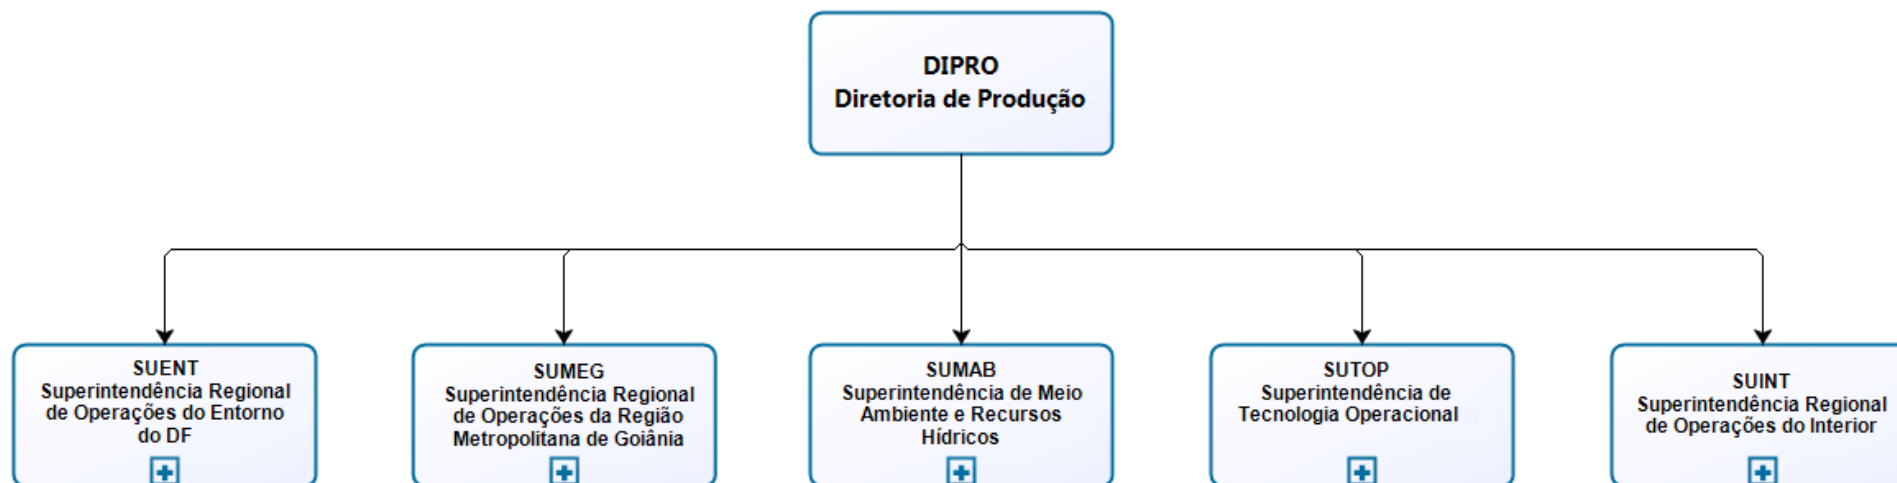 DIPRO
Diretoria de Produção
SUENT
Superintendência Regional
de Operações do Entorno
do DF
SUMEG
Superintendência Regional
de Operações da Região
Metropolitana de Goiânia
SUMAB
Superintendência de Meio
Ambiente e Recursos
Hídricos
SUTOP
Superintendência de
Tecnologia Operacional
SUINT
Superintendência Regional
de Operações do Interior